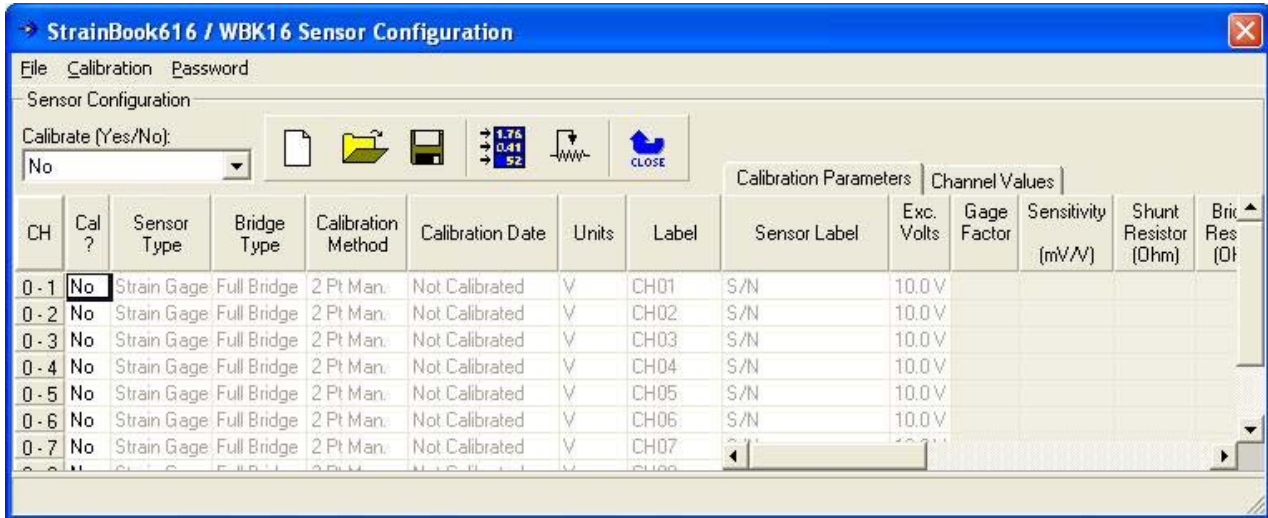 StrainBook616 / WBK16 Sensor Configuration
File Calibration Password
Sensor Configuration
Calibrate (Yes/No):
No
1.76
0.41
52
CLOSE
Calibration Parameters Channel Values
CH Cal ? Sensor Type Bridge Type Calibration Method Calibration Date Units Label Sensor Label Exc. Volts Gage Factor Sensitivity (mV/V) Shunt Resistor (Ohm)
0 - 1 No Strain Gage Full Bridge 2 Pt Man. Not Calibrated V CH01 S/N 10.0 V
0 - 2 No Strain Gage Full Bridge 2 Pt Man. Not Calibrated V CH02 S/N 10.0 V
0 - 3 No Strain Gage Full Bridge 2 Pt Man. Not Calibrated V CH03 S/N 10.0 V
0 - 4 No Strain Gage Full Bridge 2 Pt Man. Not Calibrated V CH04 S/N 10.0 V
0 - 5 No Strain Gage Full Bridge 2 Pt Man. Not Calibrated V CH05 S/N 10.0 V
0 - 6 No Strain Gage Full Bridge 2 Pt Man. Not Calibrated V CH06 S/N 10.0 V
0 - 7 No Strain Gage Full Bridge 2 Pt Man. Not Calibrated V CH07